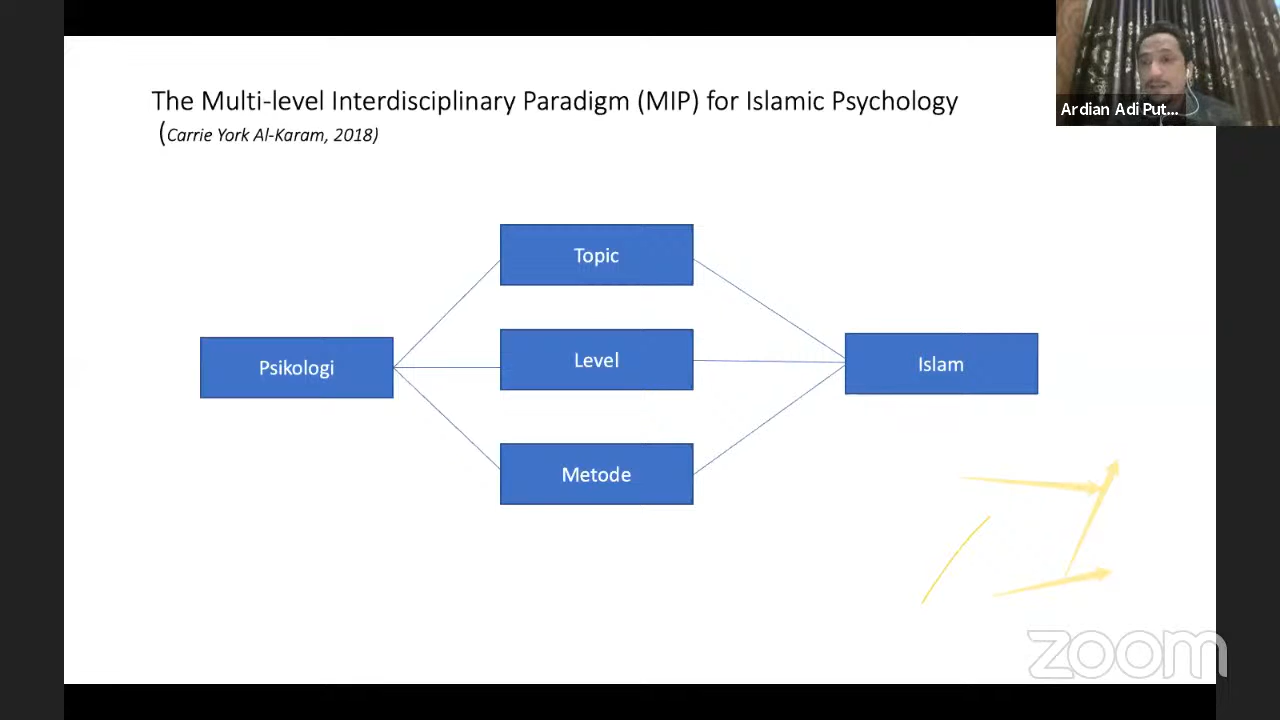 The Multi-level Interdisciplinary Paradigm (MIP) for Islamic Psychology
(Carrie York Al-Karam, 2018)
Ardian Adi Put...
Topic
Psikologi
Level
Islam
Metode
zoom